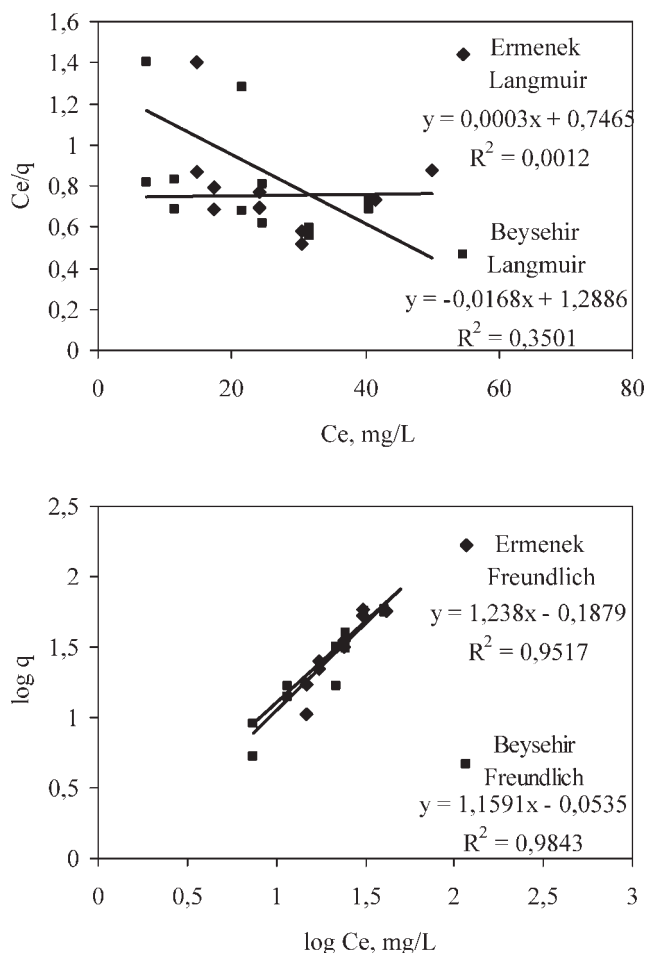 1,6
1,4
1,2
1
0,8
0,6
0,4
0,2
0
Ce/q
Ermenek
Langmuir
y = 0,0003x + 0,7465
R² = 0,0012
Beysehir
Langmuir
y = -0,0168x + 1,2886
R² = 0,3501
0 20 40 60 80
Ce, mg/L
2,5
2
1,5
1
0,5
0
log q
Ermenek
Freundlich
y = 1,238x - 0,1879
R² = 0,9517
Beysehir
Freundlich
y = 1,1591x - 0,0535
R² = 0,9843
0 0,5 1 1,5 2 2,5 3
log Ce, mg/L